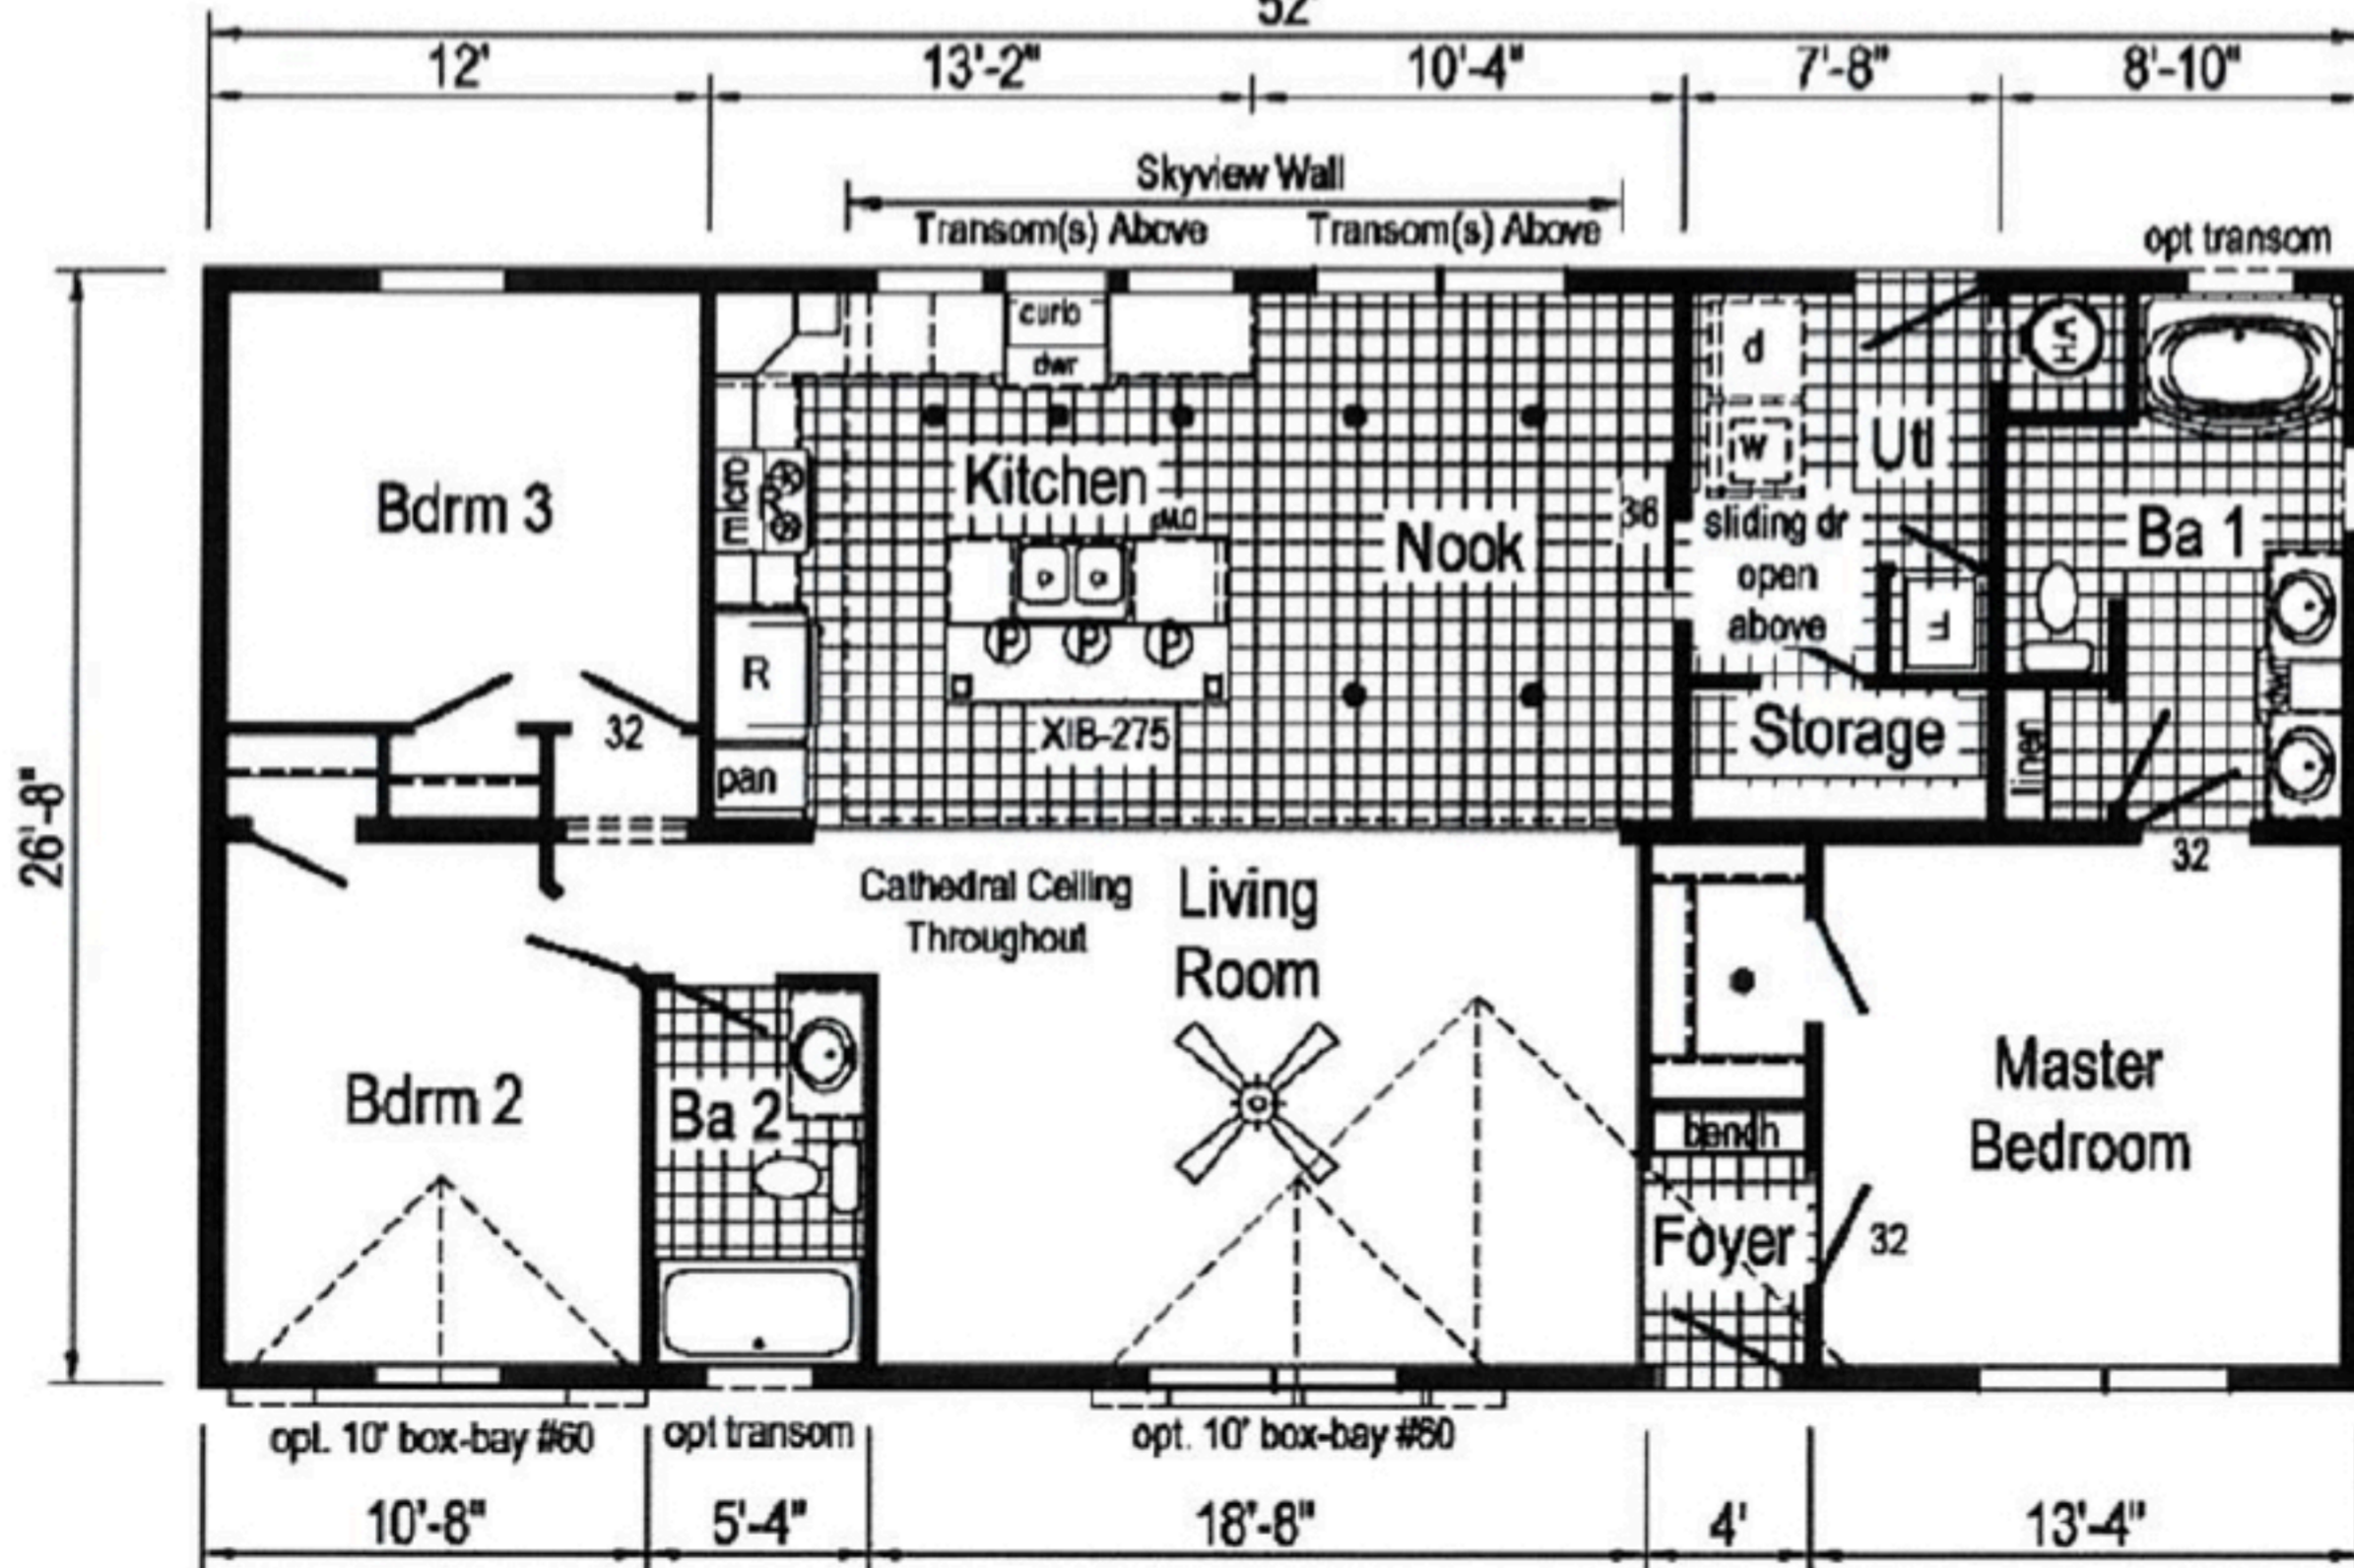 52'
12'
13'-2"
10'-4"
7'-8"
8'-10"
Skyview Wall
Transom(s) Above
Transom(s) Above
opt transom
curio
dwr
d
w
WH
Utl
Kitchen
Nook
micro
R
DW
36
sliding dr
open
above
Ba 1
Bdrm 3
P
P
P
F
R
XIB-275
pan
32
Storage
linen
dwr
32
26'-8"
Cathedral Ceiling
Throughout
Living
Room
Bdrm 2
Ba 2
bench
Foyer
32
Master
Bedroom
opt. 10' box-bay #60
opt transom
opt. 10' box-bay #60
10'-8"
5'-4"
18'-8"
4'
13'-4"